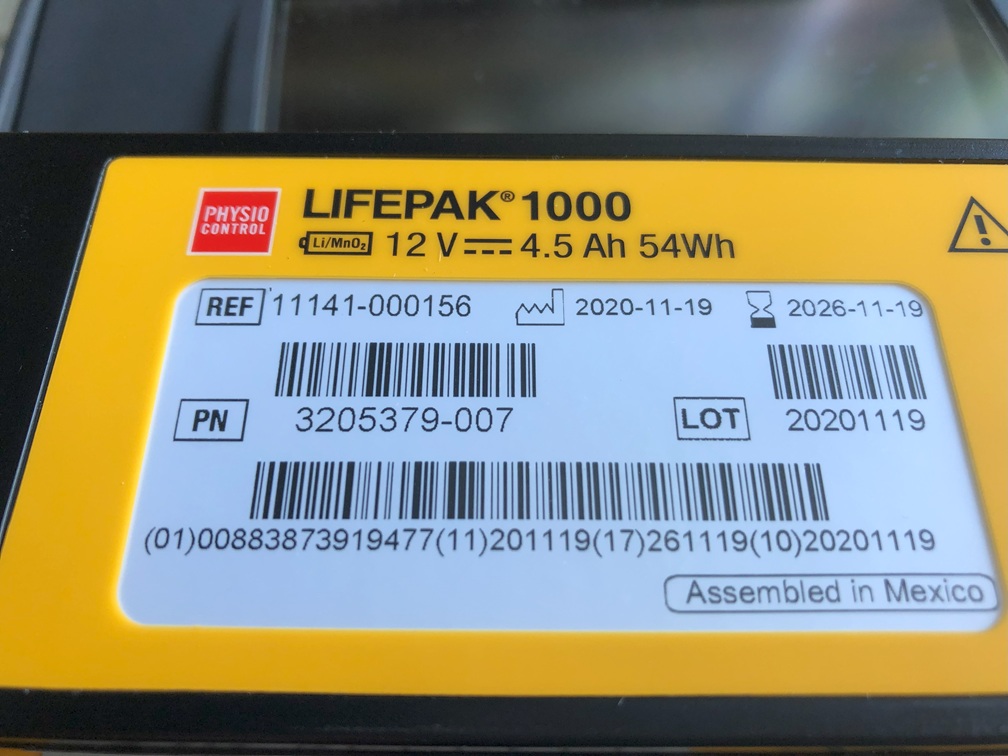 PHYSIO
CONTROL
LIFEPAK® 1000
Li/MnO₂ 12 V 4.5 Ah 54Wh
REF 11141-000156 2020-11-19 2026-11-19
PN 3205379-007 LOT 20201119
(01)00883873919477(11)201119(17)261119(10)20201119
Assembled in Mexico